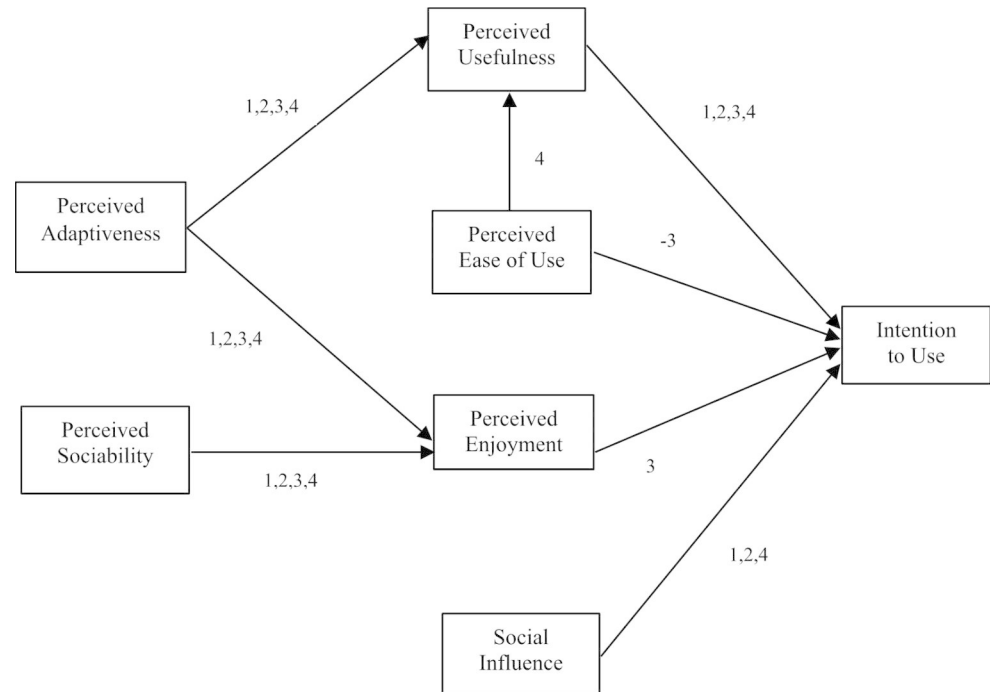 Perceived
Usefulness
1,2,3,4
1,2,3,4
4
Perceived
Adaptiveness
Perceived
Ease of Use
-3
1,2,3,4
Intention
to Use
Perceived
Sociability
Perceived
Enjoyment
1,2,3,4
3
1,2,4
Social
Influence